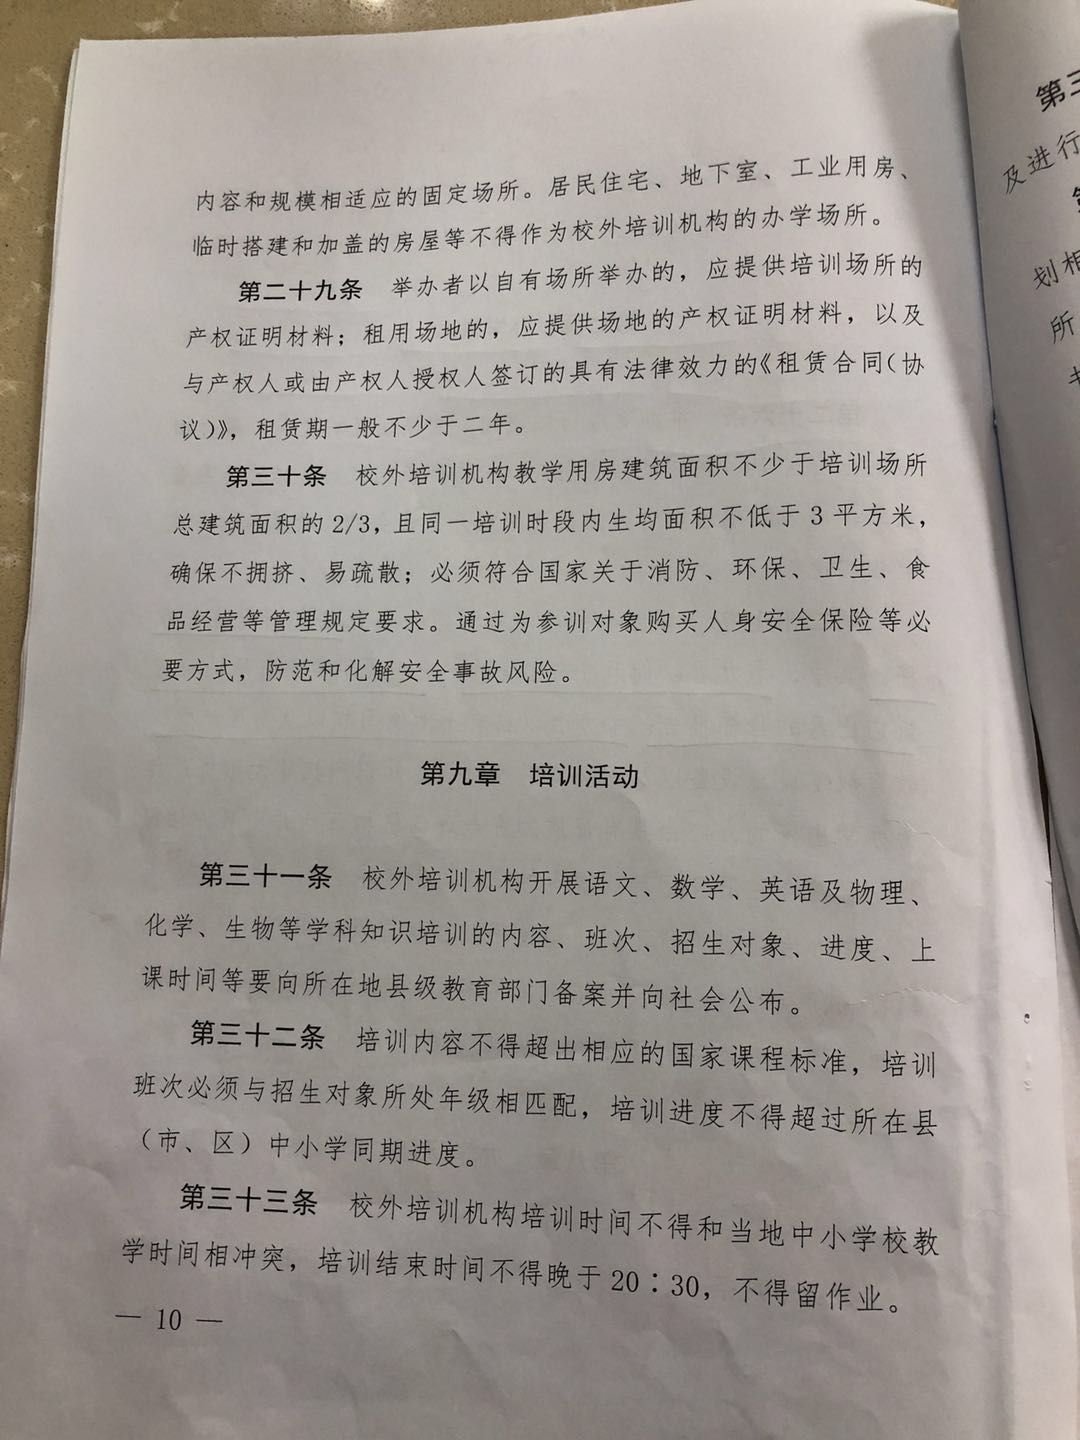 内容和规模相适应的固定场所。居民住宅、地下室、工业用房、
临时搭建和加盖的房屋等不得作为校外培训机构的办学场所。
第二十九条 举办者以自有场所举办的，应提供培训场所的
产权证明材料；租用场地的，应提供场地的产权证明材料，以及
与产权人或由产权人授权人签订的具有法律效力的《租赁合同（协
议）》，租赁期一般不少于二年。
第三十条 校外培训机构教学用房建筑面积不少于培训场所
总建筑面积的 2/3，且同一培训时段内生均面积不低于 3 平方米，
确保不拥挤、易疏散；必须符合国家关于消防、环保、卫生、食
品经营等管理规定要求。通过为参训对象购买人身安全保险等必
要方式，防范和化解安全事故风险。
第九章 培训活动
第三十一条 校外培训机构开展语文、数学、英语及物理、
化学、生物等学科知识培训的内容、班次、招生对象、进度、上
课时间等要向所在地县级教育部门备案并向社会公布。
第三十二条 培训内容不得超出相应的国家课程标准，培训
班次必须与招生对象所处年级相匹配，培训进度不得超过所在县
（市、区）中小学同期进度。
第三十三条 校外培训机构培训时间不得和当地中小学校教
学时间相冲突，培训结束时间不得晚于 20：30，不得留作业。
— 10 —
第三
及进行
划相
所